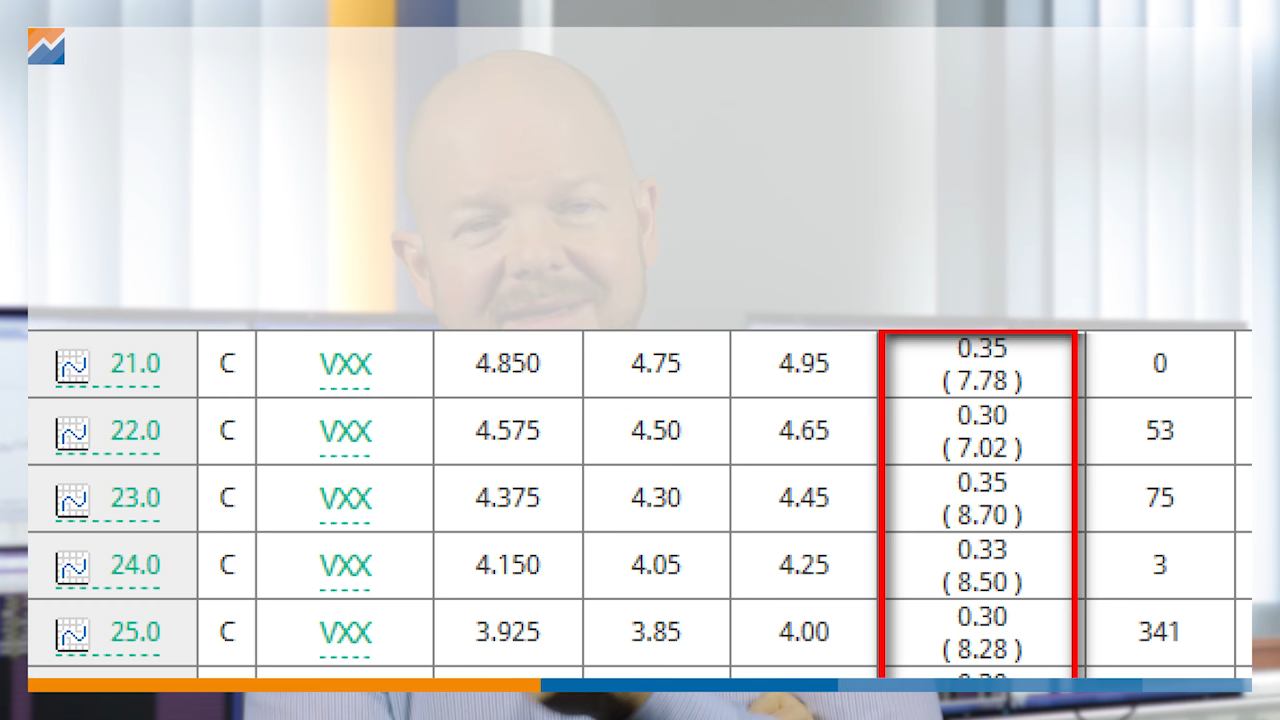 21.0 C VXX 4.850 4.75 4.95 0.35 0
( 7.78 )
22.0 C VXX 4.575 4.50 4.65 0.30 53
( 7.02 )
23.0 C VXX 4.375 4.30 4.45 0.35 75
( 8.70 )
24.0 C VXX 4.150 4.05 4.25 0.33 3
( 8.50 )
25.0 C VXX 3.925 3.85 4.00 0.30 341
( 8.28 )